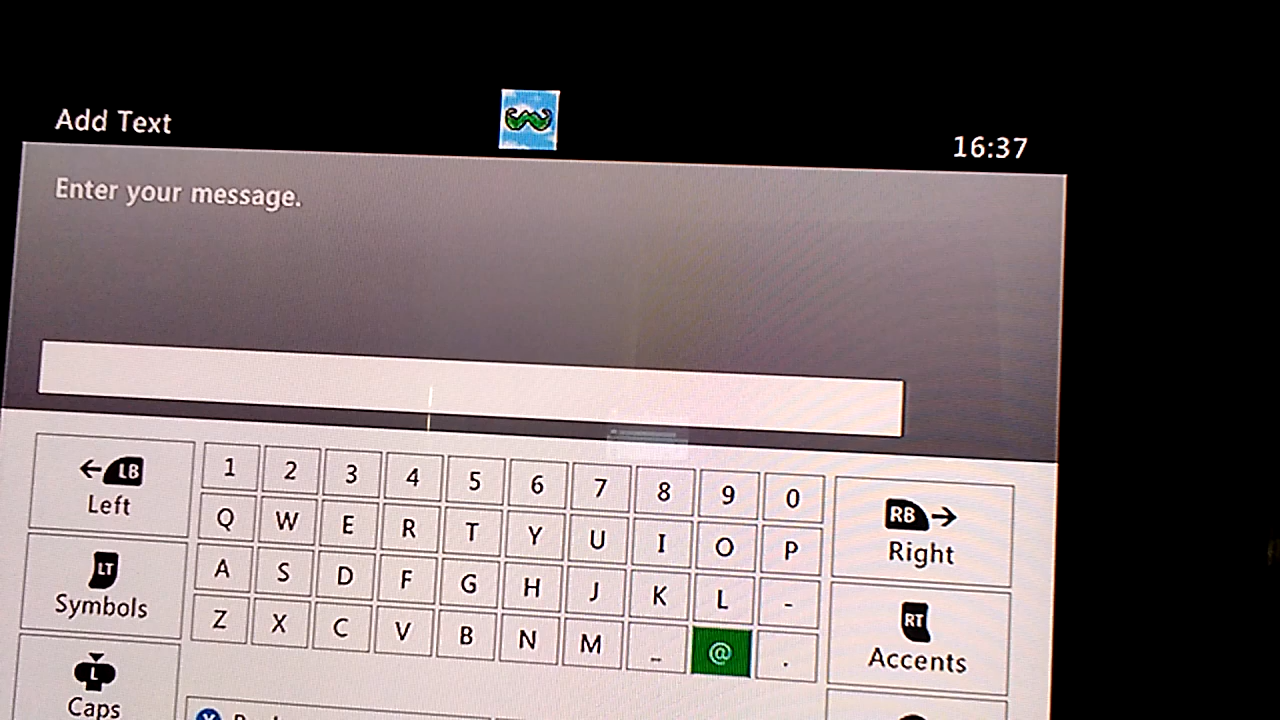 Add Text
16:37
Enter your message.
LB
Left
1 2 3 4 5 6 7 8 9 0
RB
Right
Q W E R T Y U I O P
LT
Symbols
A S D F G H J K L -
RT
Accents
Z X C V B N M _ @ .
L
Caps
X